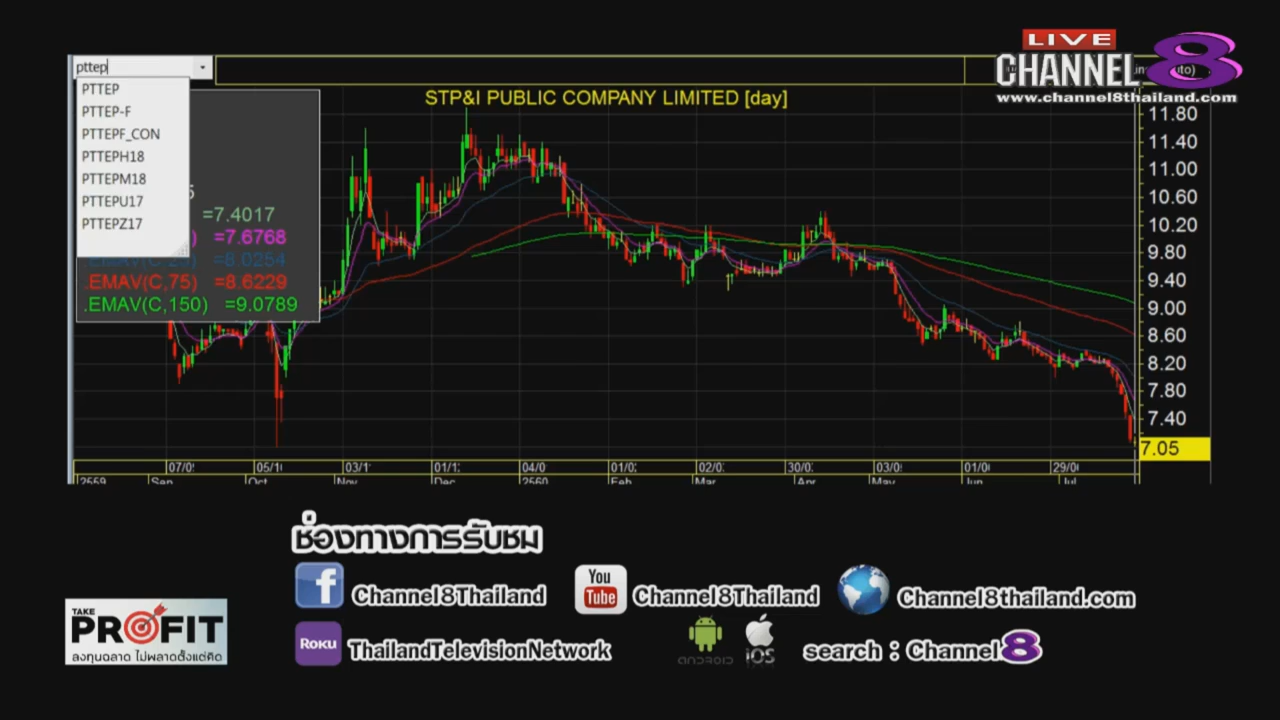 LIVE
CHANNEL 8
www.channel8thailand.com
pttep
PTTEP
PTTEP-F
PTTEPF_CON
PTTEPH18
PTTEPM18
PTTEPU17
PTTEPZ17
STP&I PUBLIC COMPANY LIMITED [day]
=7.4017
=7.6768
=8.0254
.EMAV(C,75) =8.6229
.EMAV(C,150) =9.0789
11.80
11.40
11.00
10.60
10.20
9.80
9.40
9.00
8.60
8.20
7.80
7.40
7.05
2559 Sep Oct Nov Dec 2560 Feb Mar Apr May Jun Jul
ช่องทางการรับชม
Channel8Thailand
You Tube
Channel8Thailand
Channel8thailand.com
TAKE
PROFIT
ลงทุนฉลาด ไม่พลาดตั้งแต่คิด
ROKU
ThailandTelevisionNetwork
ANDROID
iOS
search : Channel 8